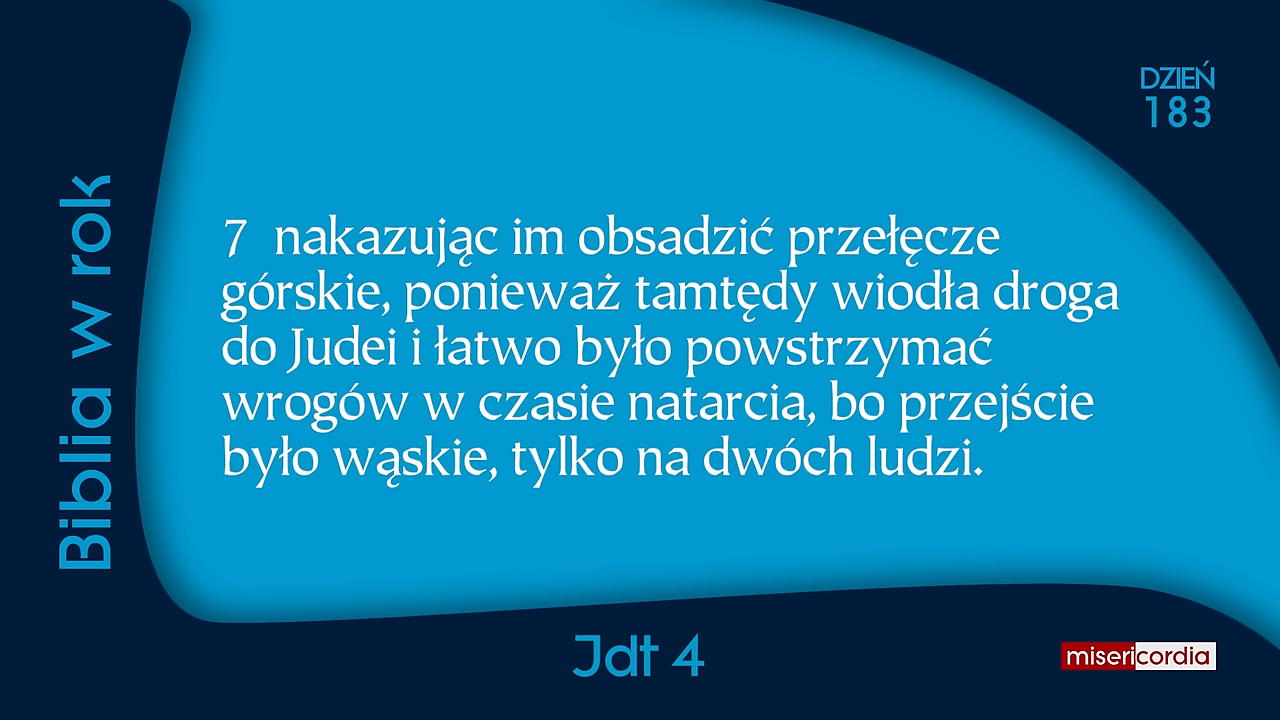 DZIEŃ
183
Biblia w rok
7 nakazując im obsadzić przełęcze
górskie, ponieważ tamtędy wiodła droga
do Judei i łatwo było powstrzymać
wrogów w czasie natarcia, bo przejście
było wąskie, tylko na dwóch ludzi.
Jdt 4
misericordia